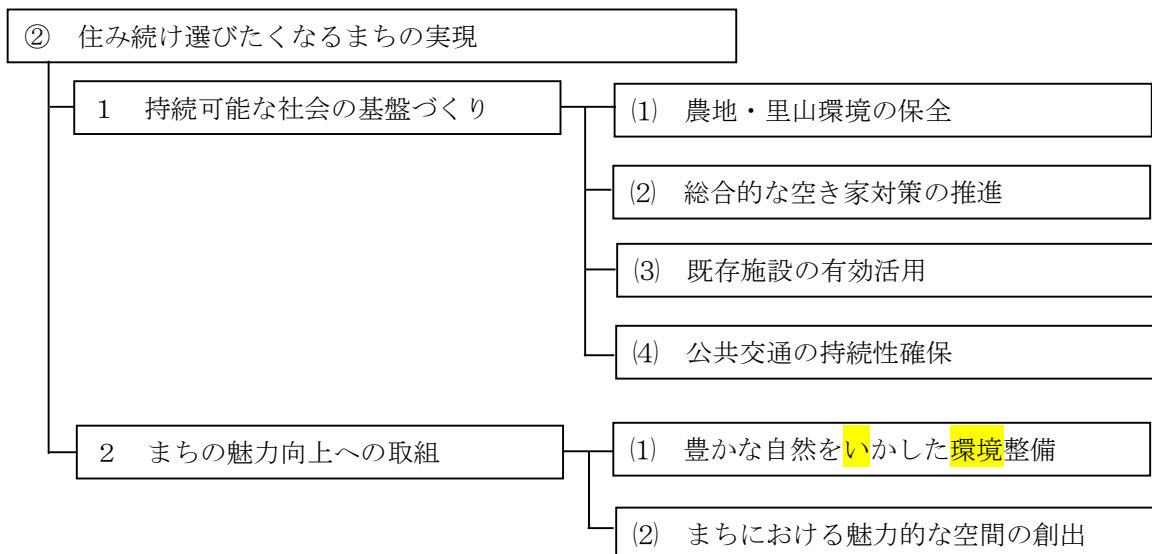 ② 住み続け選びたくなるまちの実現
1 持続可能な社会の基盤づくり
⑴ 農地・里山環境の保全
⑵ 総合的な空き家対策の推進
⑶ 既存施設の有効活用
⑷ 公共交通の持続性確保
2 まちの魅力向上への取組
⑴ 豊かな自然をいかした環境整備
⑵ まちにおける魅力的な空間の創出